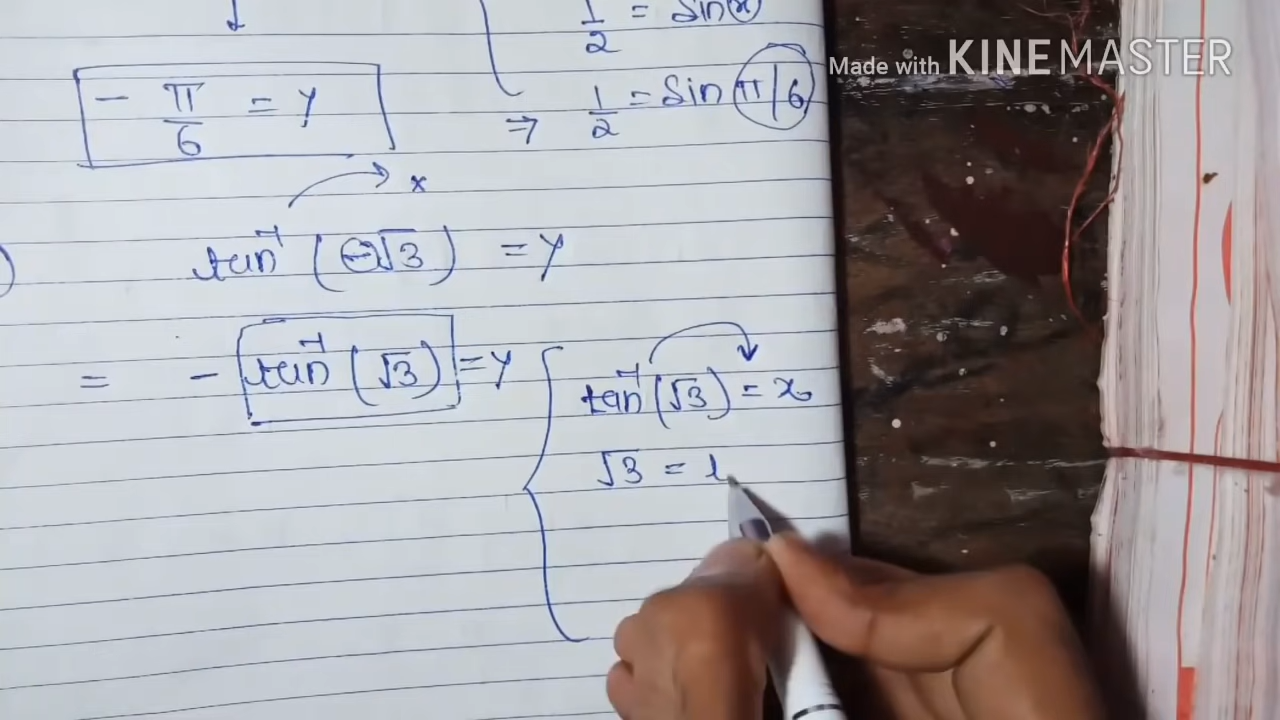 1/2 = Sin(x)
Made with KINEMASTER
- π/6 = y
⇒ 1/2 = Sin π/6
x
tan⁻¹ (-√3) = y
= - tan⁻¹ (√3) = y
tan⁻¹ (√3) = x
√3 = t